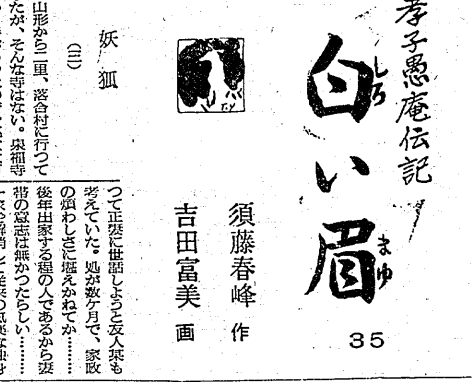 孝子愚庵伝記
白い眉
しろ
まゆ
35
須藤春峰 作
吉田富美 画
T.Y
妖狐
(三)
山形から二里、落合村に行つて
たが、そんな寺はない。泉福寺
つて正妻に世話しようと友人某も
考えていた。処が数ケ月で、家政
の煩わしさに堪えかねてか………
後年出家する程の人であるから妻
帯の意志は無かつたらしい………